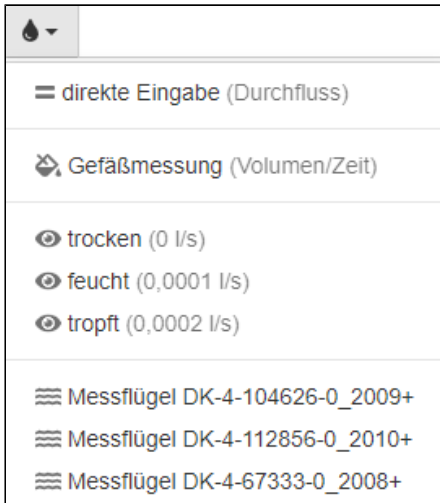 direkte Eingabe (Durchfluss)
Gefäßmessung (Volumen/Zeit)
trocken (0 l/s)
feucht (0,0001 l/s)
tropft (0,0002 l/s)
Messflügel DK-4-104626-0_2009+
Messflügel DK-4-112856-0_2010+
Messflügel DK-4-67333-0_2008+